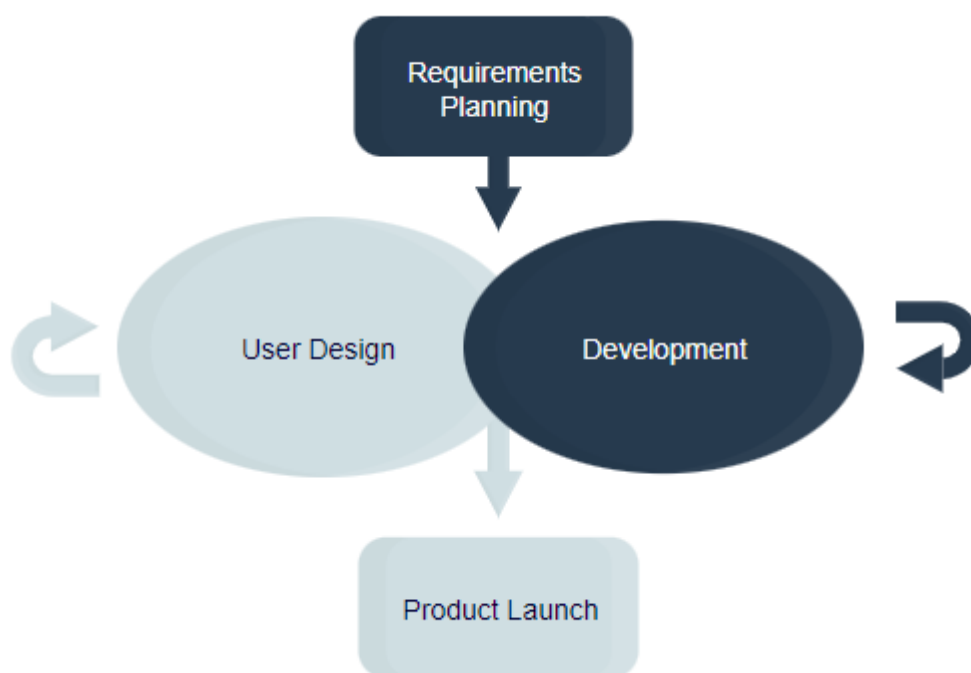 Requirements
Planning
User Design
Development
Product Launch